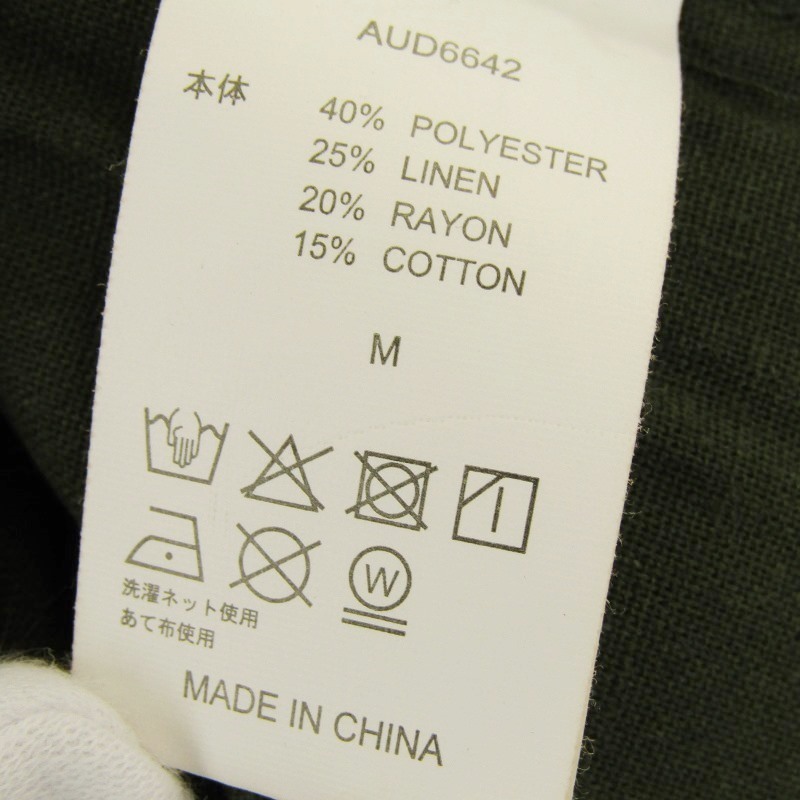 AUD6642
本体
40% POLYESTER
25% LINEN
20% RAYON
15% COTTON
M
W
洗濯ネット使用
あて布使用
MADE IN CHINA